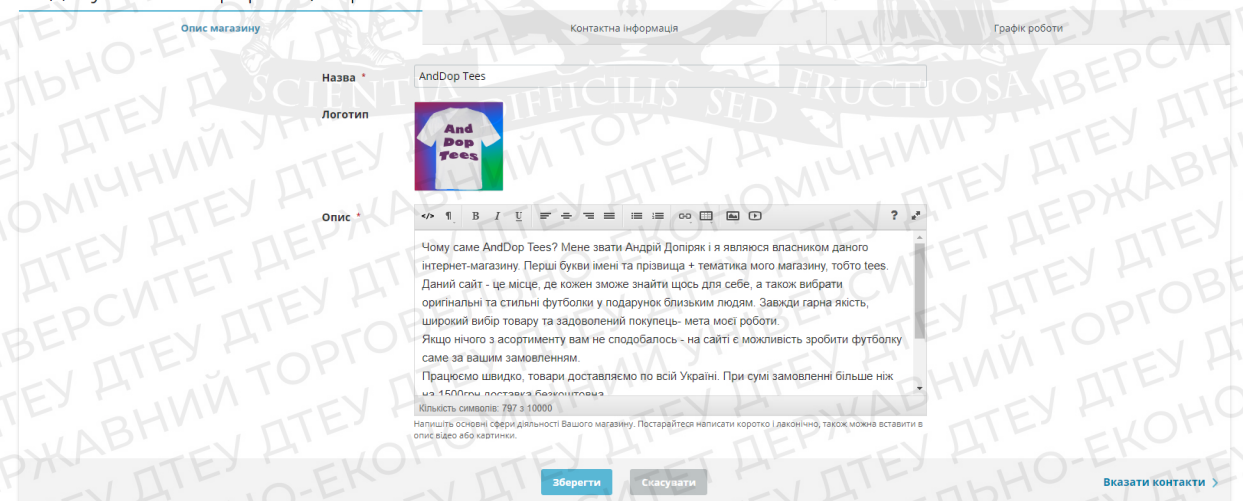 Опис магазину
Контактна інформація
Графік роботи
Назва *
AndDop Tees
Логотип
And
Dop
Tees
Опис *
B I U
?
Чому саме AndDop Tees? Мене звати Андрій Допіряк і я являюся власником даного
інтернет-магазину. Перші букви імені та прізвища + тематика мого магазину, тобто tees.
Даний сайт - це місце, де кожен зможе знайти щось для себе, а також вибрати
оригінальні та стильні футболки у подарунок близьким людям. Завжди гарна якість,
широкий вибір товару та задоволений покупець- мета моєї роботи.
Якщо нічого з асортименту вам не сподобалось - на сайті є можливість зробити футболку
саме за вашим замовленням.
Працюємо швидко, товари доставляємо по всій Україні. При сумі замовленні більше ніж
на 1500грн доставка безкоштовна
Кількість символів: 797 з 10000
Напишіть основні сфери діяльності Вашого магазину. Постарайтеся написати коротко і лаконічно, також можна вставити в
опис відео або картинки.
Зберегти
Скасувати
Вказати контакти
SCIENTIA DIFFICILIS SED FRUCTUOSA